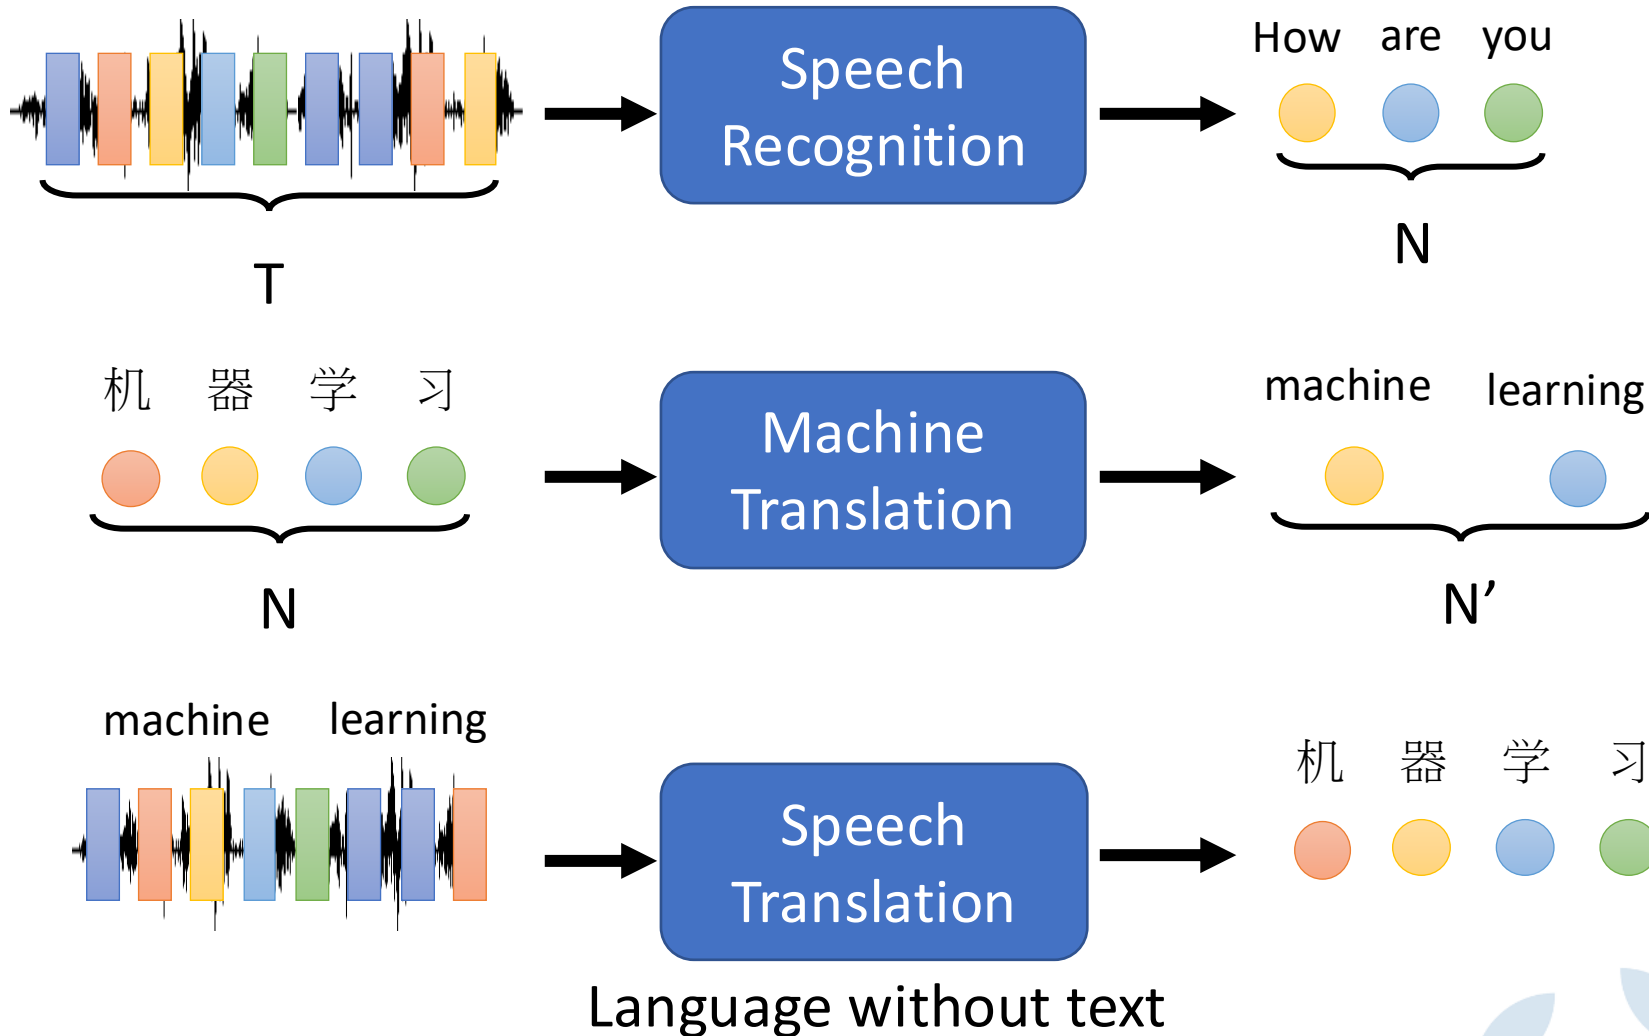 How are you
Speech
Recognition
T
N
机 器 学 习
machine learning
Machine
Translation
N
N’
machine learning
机 器 学 习
Speech
Translation
Language without text